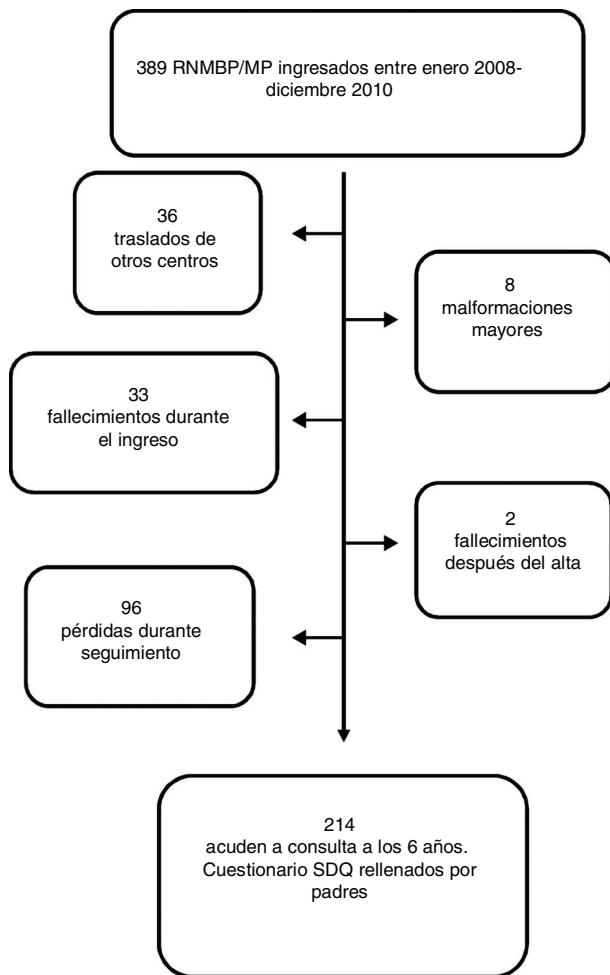 389 RNMBP/MP ingresados entre enero 2008-
diciembre 2010
36
traslados de
otros centros
8
malformaciones
mayores
33
fallecimientos durante
el ingreso
2
fallecimientos
después del alta
96
pérdidas durante
seguimiento
214
acuden a consulta a los 6 años.
Cuestionario SDQ rellenados por
padres